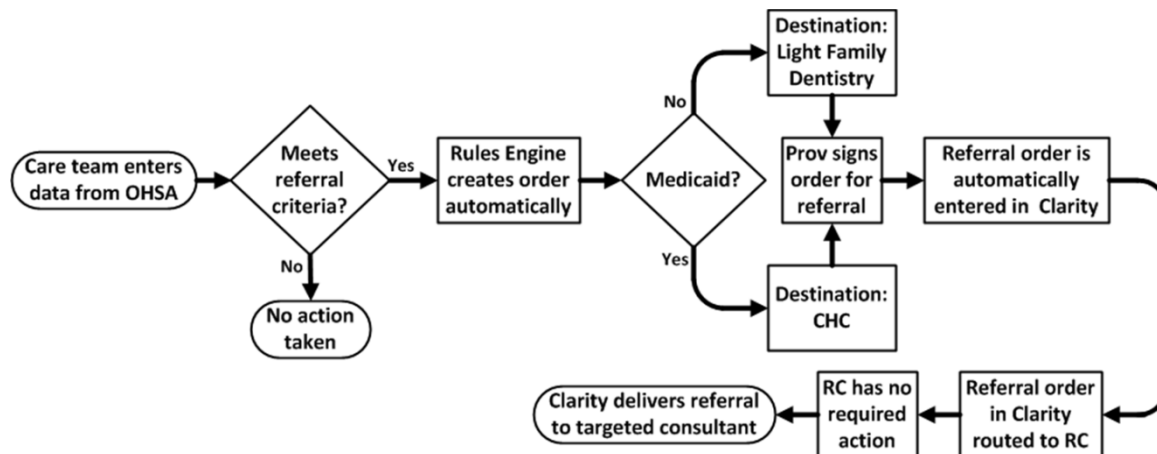 Care team enters
data from OHSA
Meets
referral
criteria?
Yes
No
No action
taken
Rules Engine
creates order
automatically
Medicaid?
No
Yes
Destination:
Light Family
Dentistry
Destination:
CHC
Prov signs
order for
referral
Referral order is
automatically
entered in Clarity
Referral order
in Clarity
routed to RC
RC has no
required
action
Clarity delivers referral
to targeted consultant